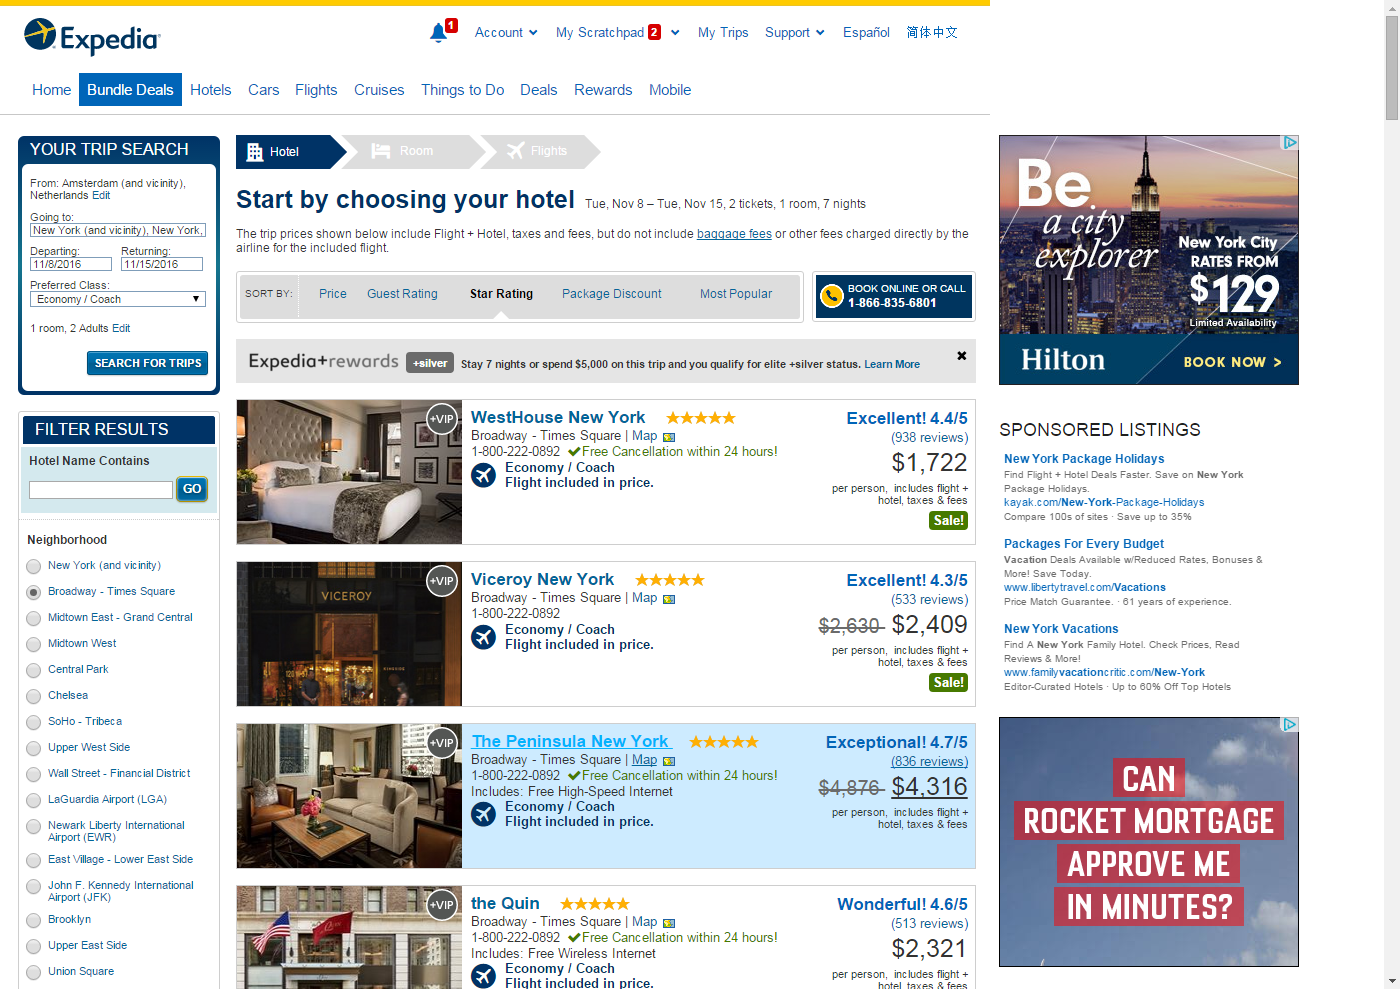 Expedia
1
Account
My Scratchpad 2
My Trips
Support
Español
简体中文
Home
Bundle Deals
Hotels
Cars
Flights
Cruises
Things to Do
Deals
Rewards
Mobile
YOUR TRIP SEARCH
From: Amsterdam (and vicinity),
Netherlands Edit
Going to:
New York (and vicinity), New York,
Departing: Returning:
11/8/2016 11/15/2016
Preferred Class:
Economy / Coach
1 room, 2 Adults Edit
SEARCH FOR TRIPS
FILTER RESULTS
Hotel Name Contains
GO
Neighborhood
New York (and vicinity)
Broadway - Times Square
Midtown East - Grand Central
Midtown West
Central Park
Chelsea
SoHo - Tribeca
Upper West Side
Wall Street - Financial District
LaGuardia Airport (LGA)
Newark Liberty International
Airport (EWR)
East Village - Lower East Side
John F. Kennedy International
Airport (JFK)
Brooklyn
Upper East Side
Union Square
Hotel
Room
Flights
Start by choosing your hotel Tue, Nov 8 – Tue, Nov 15, 2 tickets, 1 room, 7 nights
The trip prices shown below include Flight + Hotel, taxes and fees, but do not include baggage fees or other fees charged directly by the
airline for the included flight.
SORT BY: Price Guest Rating Star Rating Package Discount Most Popular
BOOK ONLINE OR CALL
1-866-835-6801
Expedia+rewards +silver Stay 7 nights or spend $5,000 on this trip and you qualify for elite +silver status. Learn More
+VIP
WestHouse New York
Broadway - Times Square | Map
1-800-222-0892 Free Cancellation within 24 hours!
Economy / Coach
Flight included in price.
Excellent! 4.4/5
(938 reviews)
$1,722
per person, includes flight +
hotel, taxes & fees
Sale!
VICEROY
+VIP
Viceroy New York
Broadway - Times Square | Map
1-800-222-0892
Economy / Coach
Flight included in price.
Excellent! 4.3/5
(533 reviews)
$2,630 $2,409
per person, includes flight +
hotel, taxes & fees
Sale!
+VIP
The Peninsula New York
Broadway - Times Square | Map
1-800-222-0892 Free Cancellation within 24 hours!
Includes: Free High-Speed Internet
Economy / Coach
Flight included in price.
Exceptional! 4.7/5
(836 reviews)
$4,876 $4,316
per person, includes flight +
hotel, taxes & fees
+VIP
the Quin
Broadway - Times Square | Map
1-800-222-0892 Free Cancellation within 24 hours!
Includes: Free Wireless Internet
Economy / Coach
Flight included in price.
Wonderful! 4.6/5
(513 reviews)
$2,321
per person, includes flight +
hotel, taxes & fees
Be
a city
explorer
New York City
RATES FROM
$129
Limited Availability
Hilton
BOOK NOW >
SPONSORED LISTINGS
New York Package Holidays
Find Flight + Hotel Deals Faster. Save on New York
Package Holidays.
kayak.com/New-York-Package-Holidays
Compare 100s of sites · Save up to 35%
Packages For Every Budget
Vacation Deals Available w/Reduced Rates, Bonuses &
More! Save Today.
www.libertytravel.com/Vacations
Price Match Guarantee. · 61 years of experience.
New York Vacations
Find A New York Family Hotel. Check Prices, Read
Reviews & More!
www.familyvacationcritic.com/New-York
Editor-Curated Hotels · Up to 60% Off Top Hotels
CAN
ROCKET MORTGAGE
APPROVE ME
IN MINUTES?